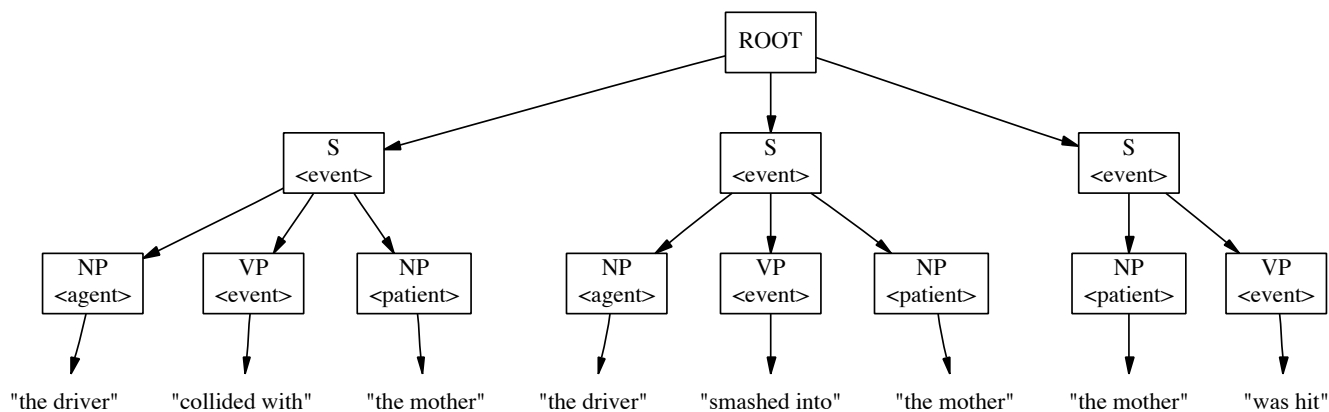 ROOT
S
<event>
S
<event>
S
<event>
NP
<agent>
VP
<event>
NP
<patient>
NP
<agent>
VP
<event>
NP
<patient>
NP
<patient>
VP
<event>
"the driver"
"collided with"
"the mother"
"the driver"
"smashed into"
"the mother"
"the mother"
"was hit"